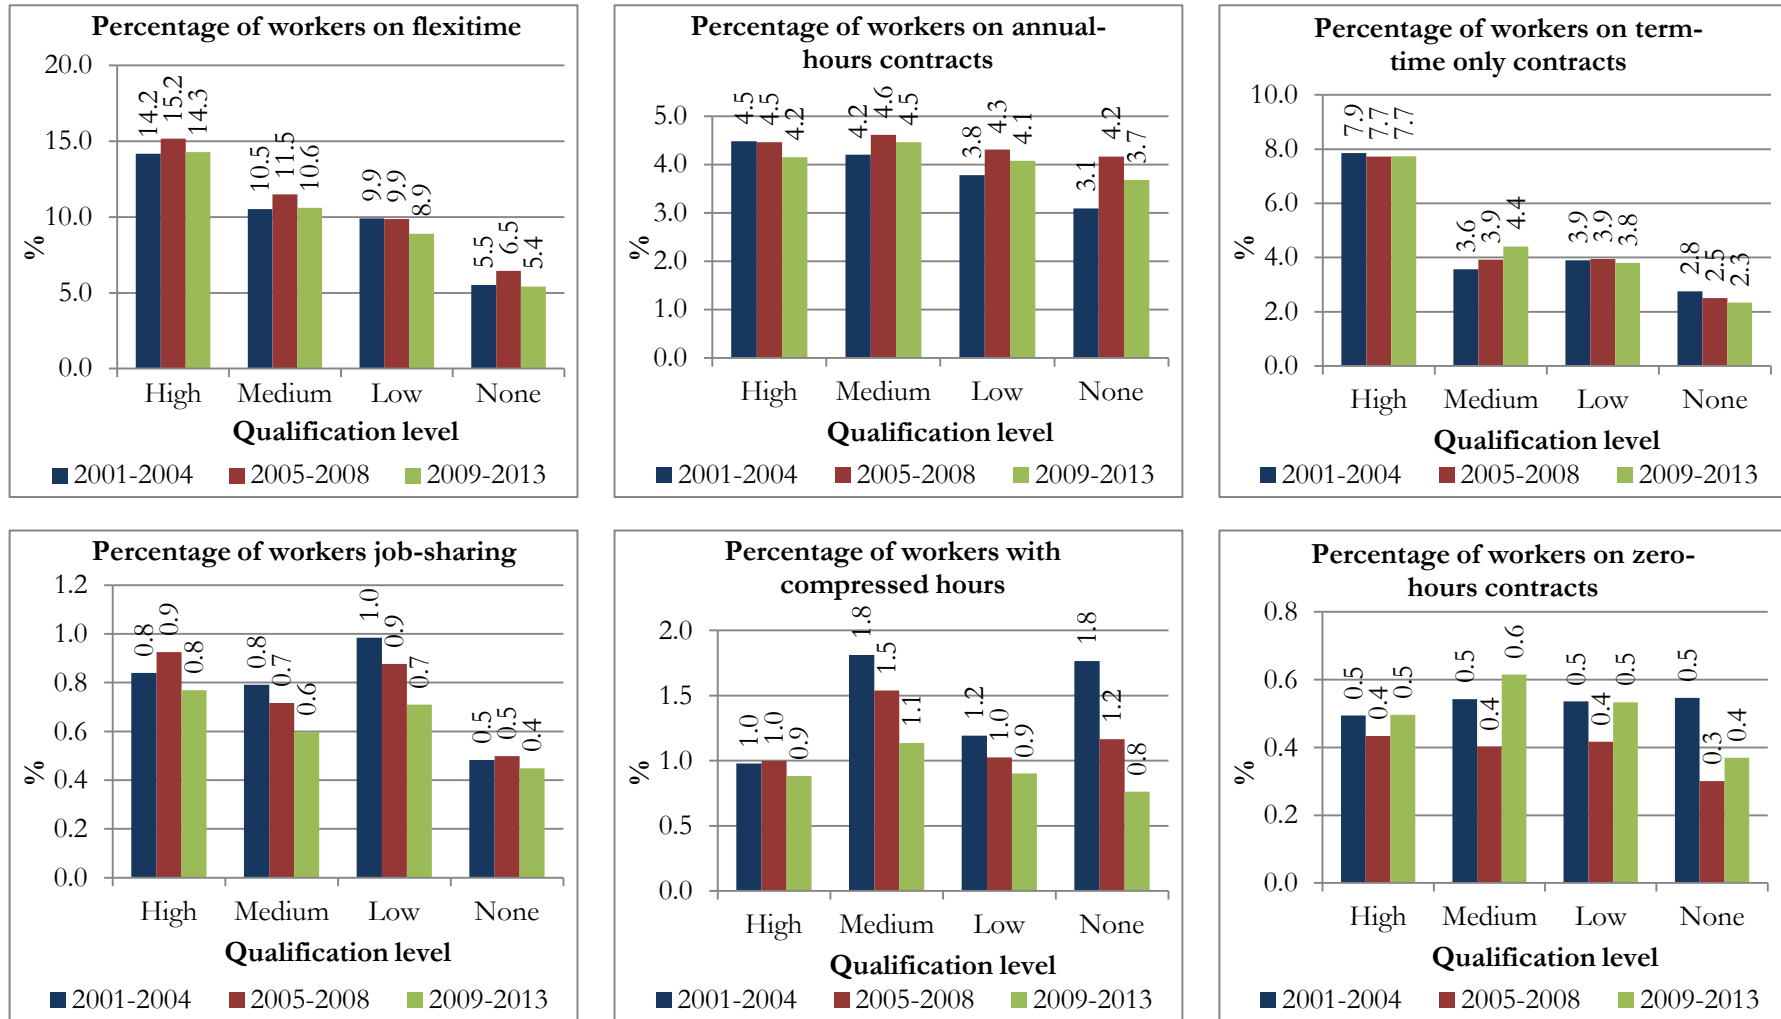 Percentage of workers on flexitime
20.0
15.0
10.0
5.0
0.0
%
14.2 15.2 14.3
10.5 11.5 10.6
9.9 9.9 8.9
5.5 6.5 5.4
High Medium Low None
Qualification level
2001-2004 2005-2008 2009-2013
Percentage of workers on annual-
hours contracts
5.0
4.0
3.0
2.0
1.0
0.0
%
4.5 4.5 4.2
4.2 4.6 4.5
3.8 4.3 4.1
3.1 4.2 3.7
High Medium Low None
Qualification level
2001-2004 2005-2008 2009-2013
Percentage of workers on term-
time only contracts
10.0
8.0
6.0
4.0
2.0
0.0
%
7.9 7.7 7.7
3.6 3.9 4.4
3.9 3.9 3.8
2.8 2.5 2.3
High Medium Low None
Qualification level
2001-2004 2005-2008 2009-2013
Percentage of workers job-sharing
1.2
1.0
0.8
0.6
0.4
0.2
0.0
%
0.8 0.9 0.8
0.8 0.7 0.6
1.0 0.9 0.7
0.5 0.5 0.4
High Medium Low None
Qualification level
2001-2004 2005-2008 2009-2013
Percentage of workers with
compressed hours
2.0
1.5
1.0
0.5
0.0
%
1.0 1.0 0.9
1.8 1.5 1.1
1.2 1.0 0.9
1.8 1.2 0.8
High Medium Low None
Qualification level
2001-2004 2005-2008 2009-2013
Percentage of workers on zero-
hours contracts
0.8
0.6
0.4
0.2
0.0
%
0.5 0.4 0.5
0.5 0.4 0.6
0.5 0.4 0.5
0.5 0.3 0.4
High Medium Low None
Qualification level
2001-2004 2005-2008 2009-2013